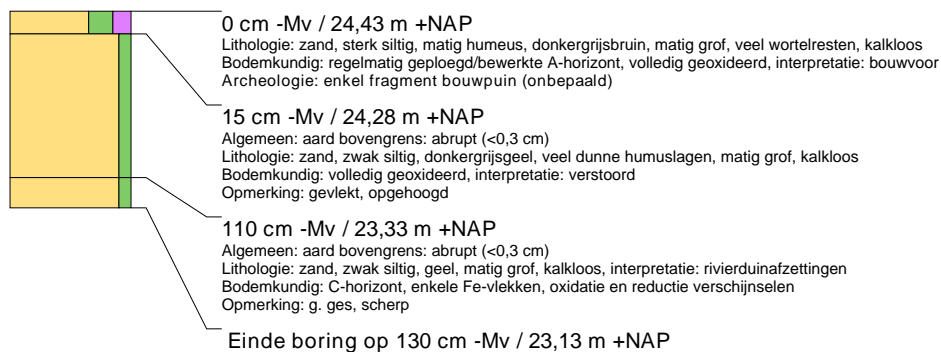 0 cm -Mv / 24,43 m +NAP
Lithologie: zand, sterk siltig, matig humeus, donkergrijsbruin, matig grof, veel wortelresten, kalkloos
Bodemkundig: regelmatig geploegd/bewerkte A-horizont, volledig geoxideerd, interpretatie: bouwvoor
Archeologie: enkel fragment bouwpuin (onbepaald)
15 cm -Mv / 24,28 m +NAP
Algemeen: aard bovengrens: abrupt (<0,3 cm)
Lithologie: zand, zwak siltig, donkergrijsgeel, veel dunne humuslagen, matig grof, kalkloos
Bodemkundig: volledig geoxideerd, interpretatie: verstoord
Opmerking: gevlekt, opgehoogd
110 cm -Mv / 23,33 m +NAP
Algemeen: aard bovengrens: abrupt (<0,3 cm)
Lithologie: zand, zwak siltig, geel, matig grof, kalkloos, interpretatie: rivierduinafzettingen
Bodemkundig: C-horizont, enkele Fe-vlekken, oxidatie en reductie verschijnselen
Opmerking: g. ges, scherp
Einde boring op 130 cm -Mv / 23,13 m +NAP